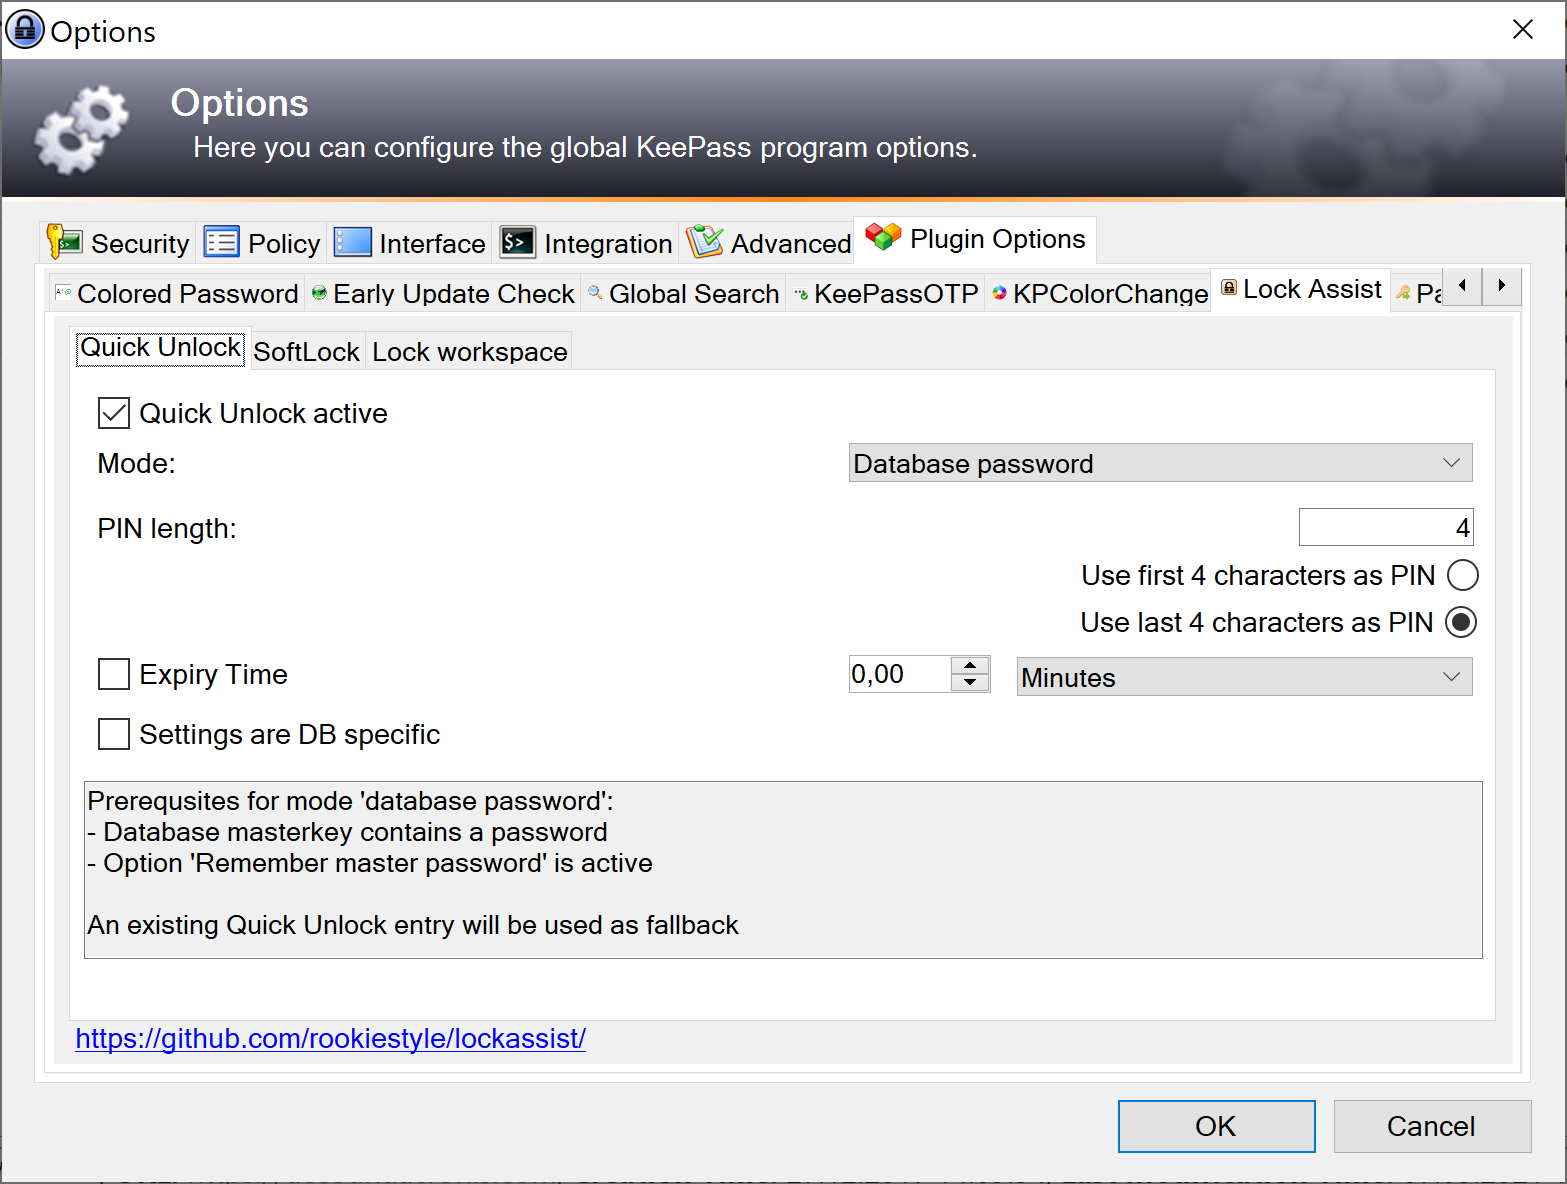 Options
Options
Here you can configure the global KeePass program options.
Security Policy Interface Integration Advanced Plugin Options
Colored Password Early Update Check Global Search KeePassOTP KPColorChange Lock Assist
Quick Unlock SoftLock Lock workspace
Quick Unlock active
Mode: Database password
PIN length: 4
Use first 4 characters as PIN
Use last 4 characters as PIN
Expiry Time 0,00 Minutes
Settings are DB specific
Prerequsites for mode 'database password':
- Database masterkey contains a password
- Option 'Remember master password' is active
An existing Quick Unlock entry will be used as fallback
https://github.com/rookiestyle/lockassist/
OK Cancel